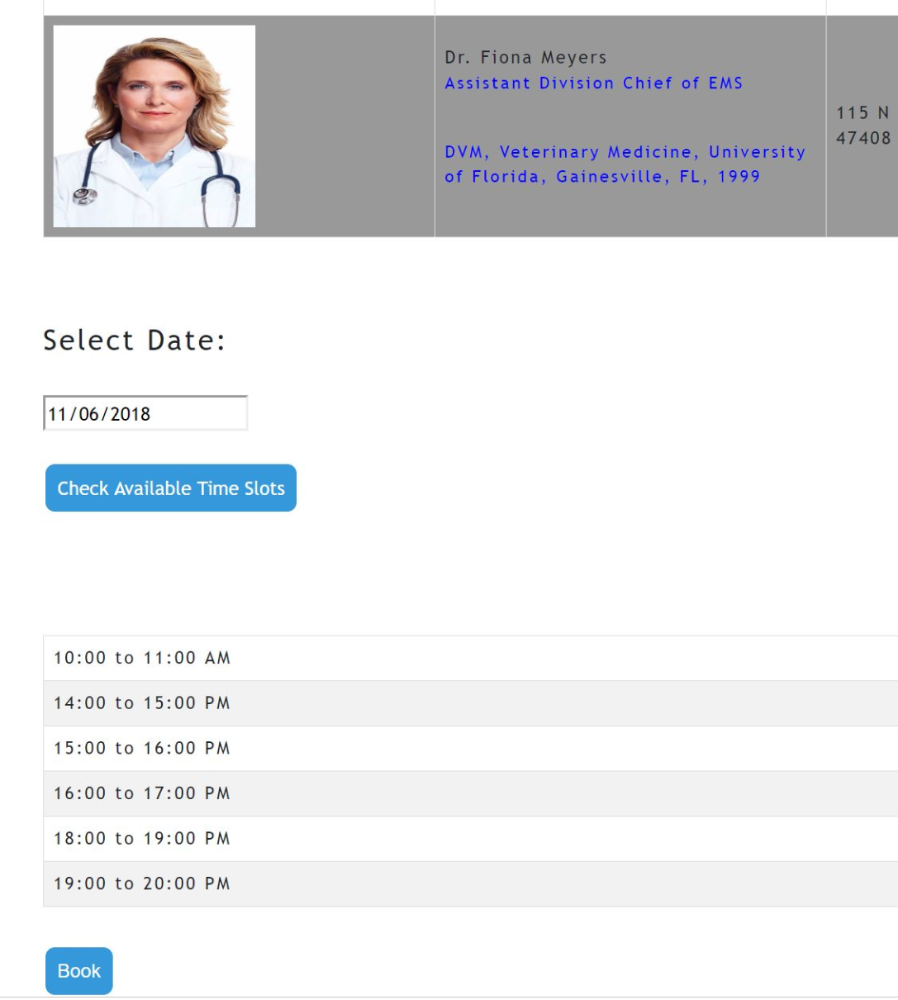 Dr. Fiona Meyers
Assistant Division Chief of EMS
DVM, Veterinary Medicine, University
of Florida, Gainesville, FL, 1999
115 N
47408
Select Date:
11/06/2018
Check Available Time Slots
10:00 to 11:00 AM
14:00 to 15:00 PM
15:00 to 16:00 PM
16:00 to 17:00 PM
18:00 to 19:00 PM
19:00 to 20:00 PM
Book